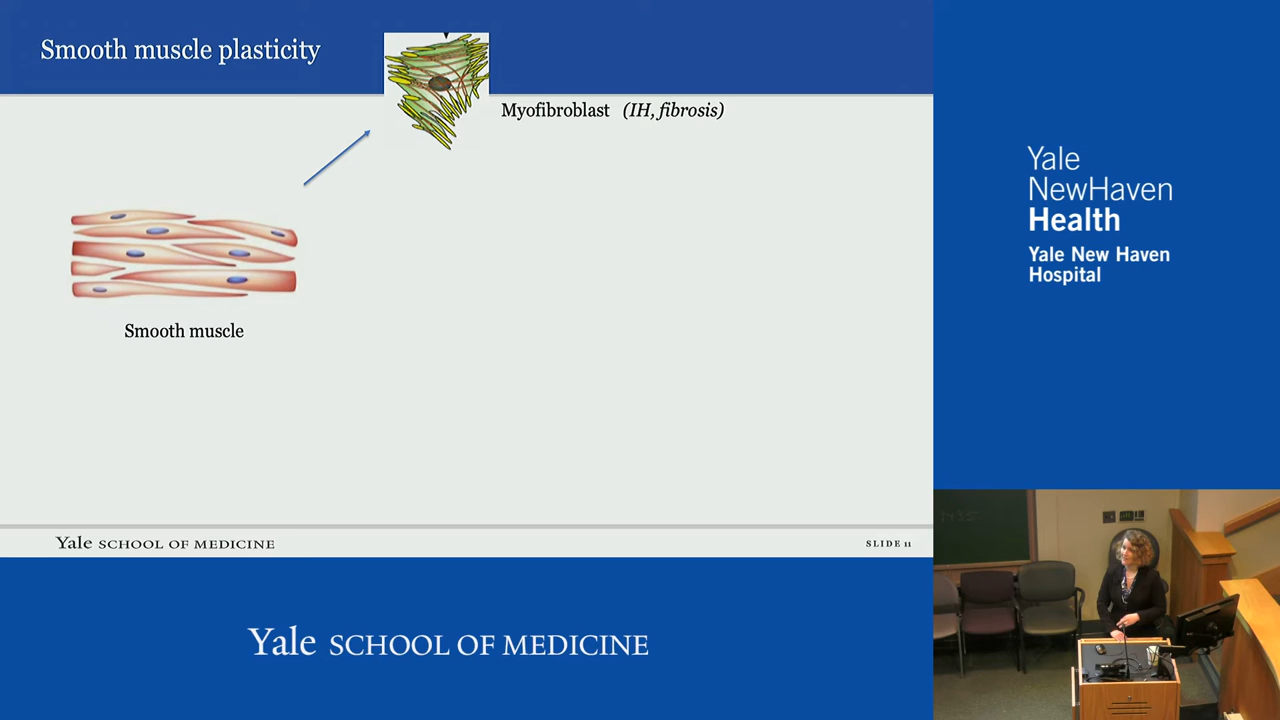 Smooth muscle plasticity
Myofibroblast (IH, fibrosis)
Smooth muscle
Yale SCHOOL OF MEDICINE
SLIDE 11
Yale
NewHaven
Health
Yale New Haven
Hospital
Yale SCHOOL OF MEDICINE